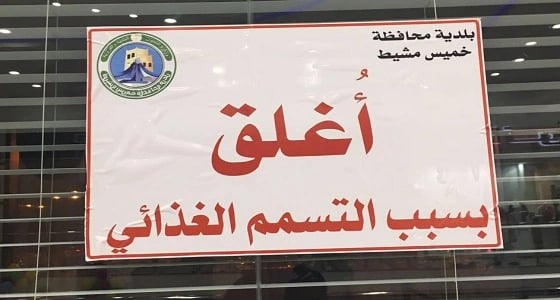 بلدية محافظة
خميس مشيط
أُغلق
بسبب التسمم الغذائي